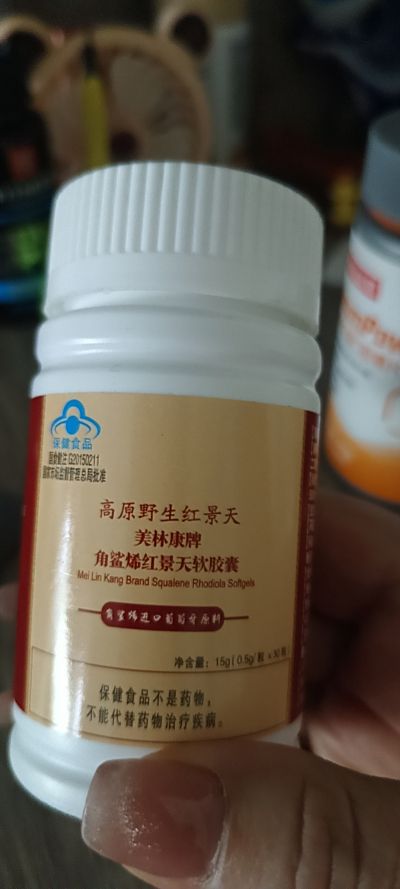 保健食品
国食健注G20150211
国家市场监督管理总局批准
高原野生红景天
美林康牌
角鲨烯红景天软胶囊
Mei Lin Kang Brand Squalene Rhodiola Softgels
角鲨烯进口葡萄牙原料
净含量：15g(0.5g/粒×30粒
保健食品不是药物，
不能代替药物治疗疾病。